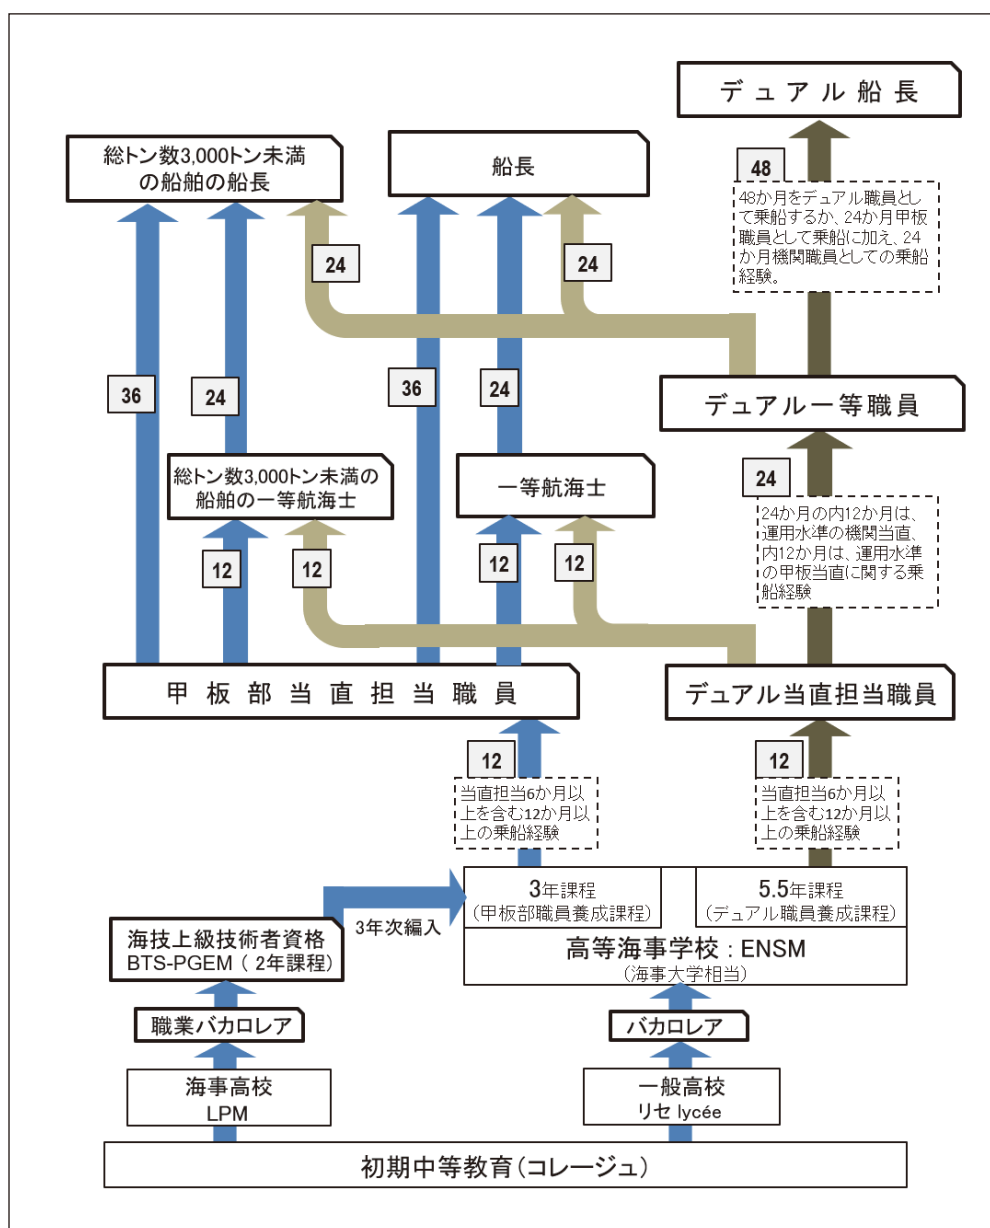 デュアル船長
総トン数3,000トン未満
の船舶の船長
船長
48
48か月をデュアル職員とし
て乗船するか、24か月甲板
職員として乗船に加え、24
か月機関職員としての乗船
経験。
24
24
36
24
36
24
デュアル一等職員
総トン数3,000トン未満の
船舶の一等航海士
一等航海士
24
24か月の内12か月は、
運用水準の機関当直、
内12か月は、運用水準
の甲板当直に関する乗
船経験
12
12
12
12
甲板部当直担当職員
デュアル当直担当職員
12
当直担当6か月以
上を含む12か月以
上の乗船経験
12
当直担当6か月以
上を含む12か月以
上の乗船経験
3年課程
(甲板部職員養成課程)
5.5年課程
(デュアル職員養成課程)
3年次編入
高等海事学校 : ENSM
(海事大学相当)
海技上級技術者資格
BTS-PGEM ( 2年課程)
職業バカロレア
バカロレア
海事高校
LPM
一般高校
リセ lycée
初期中等教育(コレージュ)